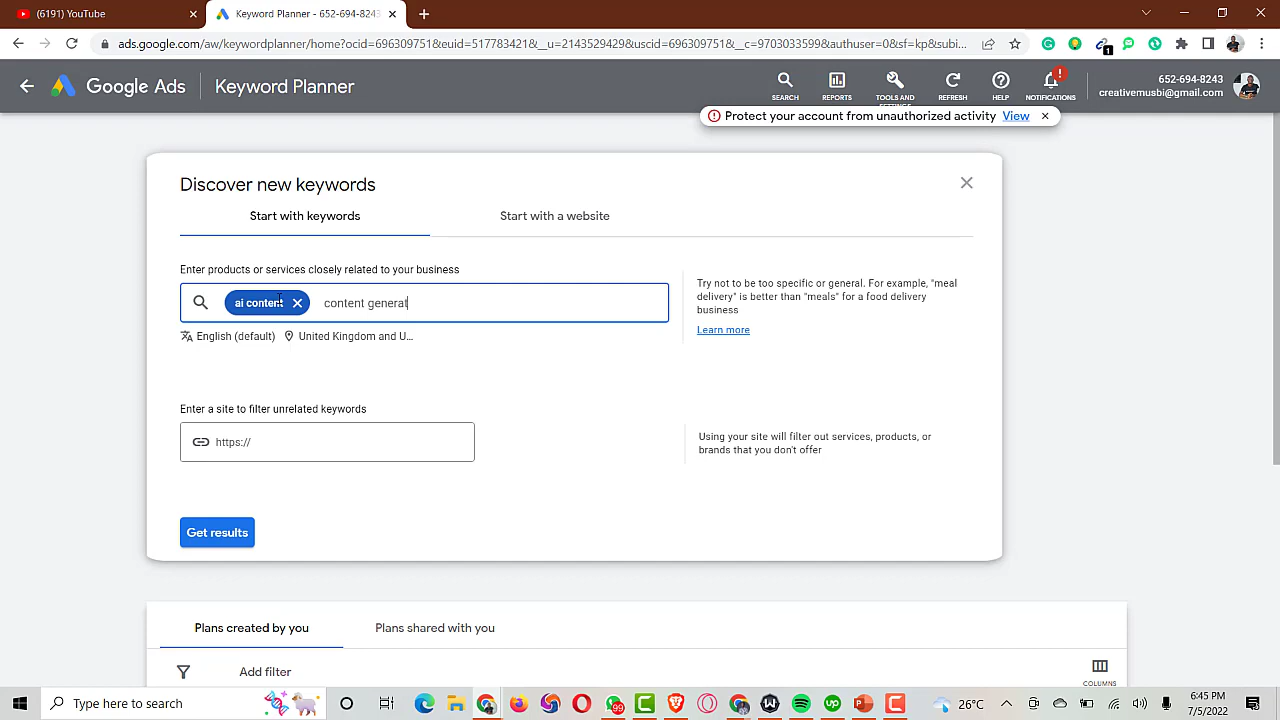 (6191) YouTube
Keyword Planner - 652-694-8243
ads.google.com/aw/keywordplanner/home?ocid=696309751&euid=517783421&__u=2143529429&uscid=696309751&__c=9703033599&authuser=0&sf=kp&subi...
1
Google Ads
Keyword Planner
SEARCH
REPORTS
TOOLS AND SETTINGS
REFRESH
HELP
!
NOTIFICATIONS
652-694-8243
creativemusbi@gmail.com
Protect your account from unauthorized activity View
Discover new keywords
Start with keywords
Start with a website
Enter products or services closely related to your business
ai content
content generat
Try not to be too specific or general. For example, "meal
delivery" is better than "meals" for a food delivery
business
Learn more
English (default)
United Kingdom and U...
Enter a site to filter unrelated keywords
https://
Using your site will filter out services, products, or
brands that you don't offer
Get results
Plans created by you
Plans shared with you
Add filter
COLUMNS
Type here to search
99
26°C
6:45 PM
7/5/2022